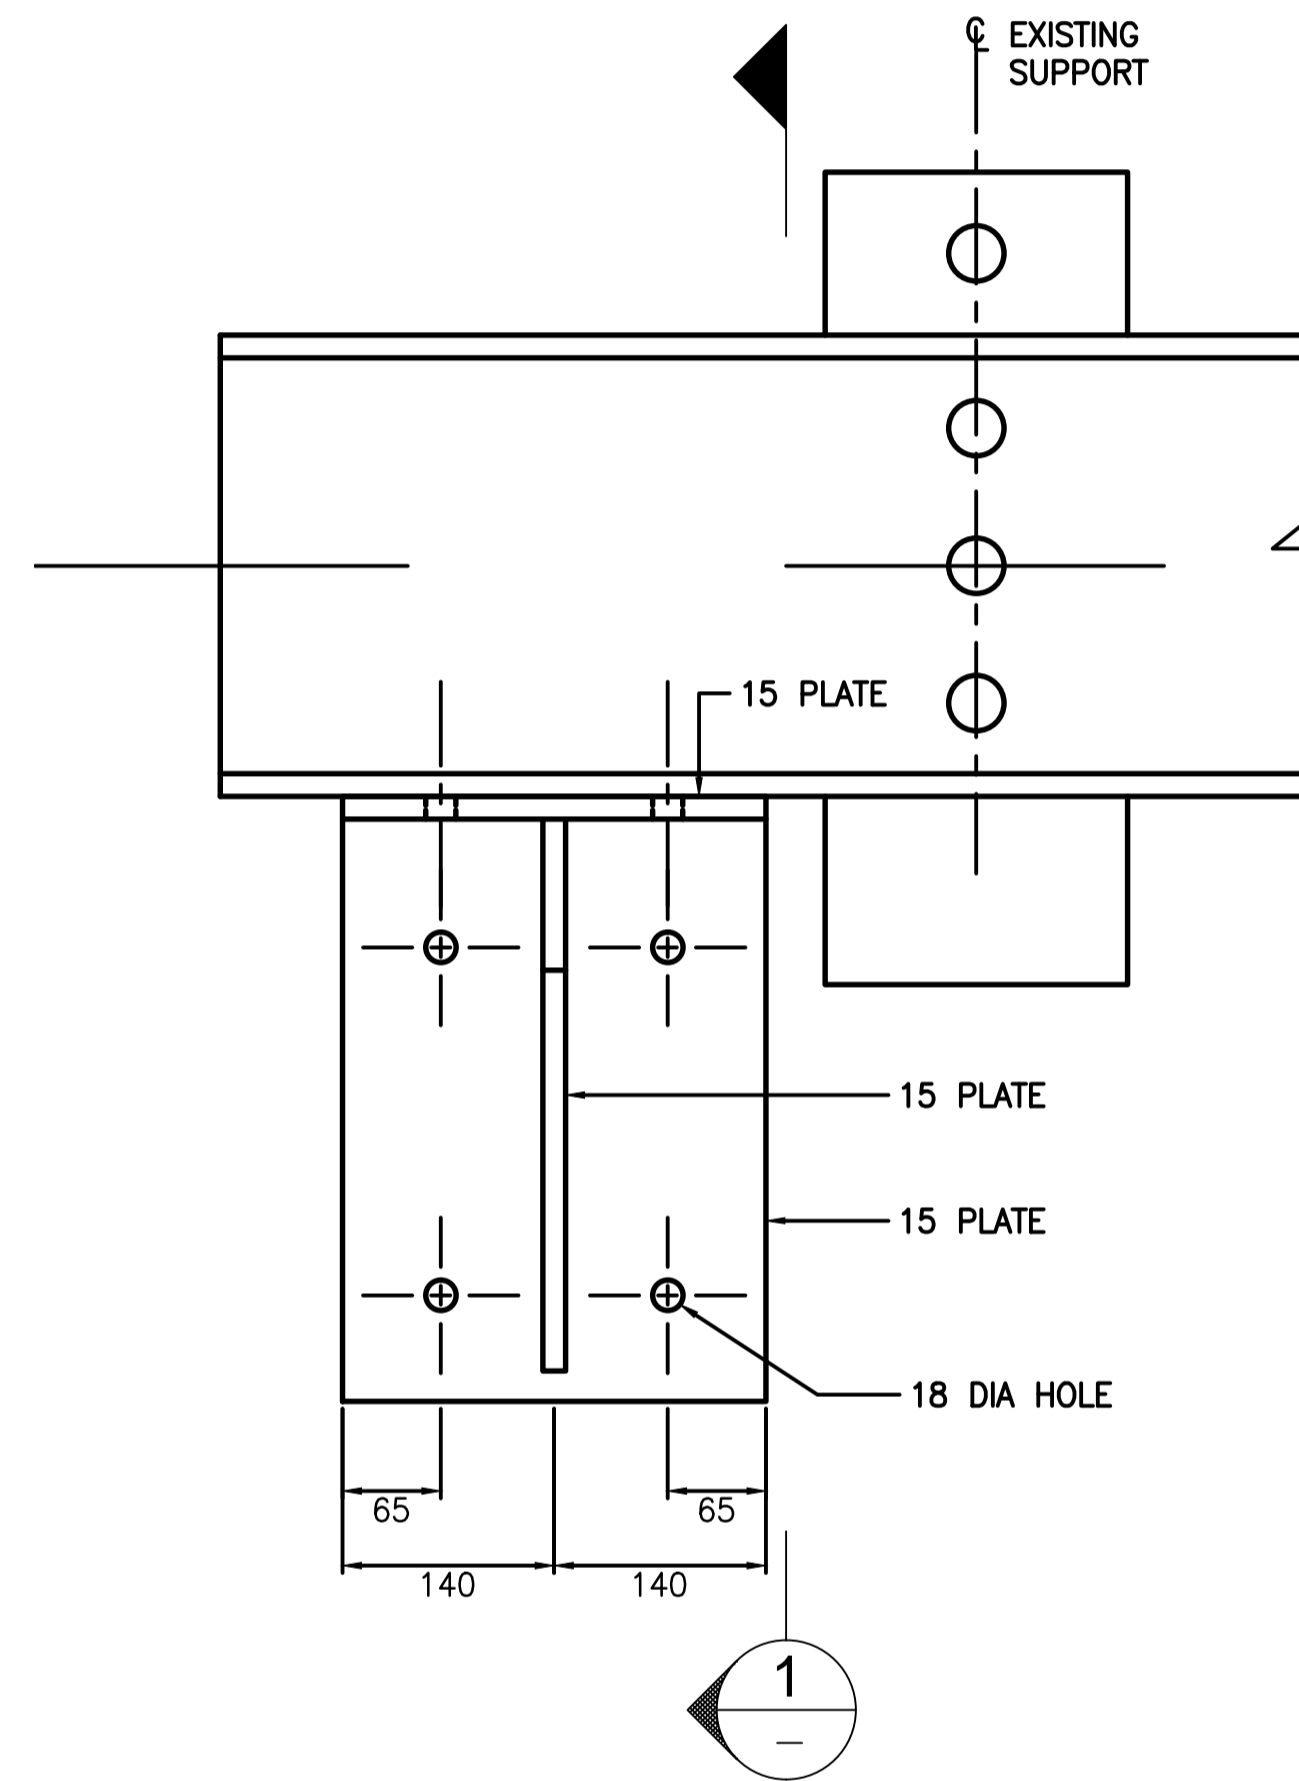 ℄ EXISTING
SUPPORT
15 PLATE
15 PLATE
15 PLATE
18 DIA HOLE
65 65
140 140
1
–